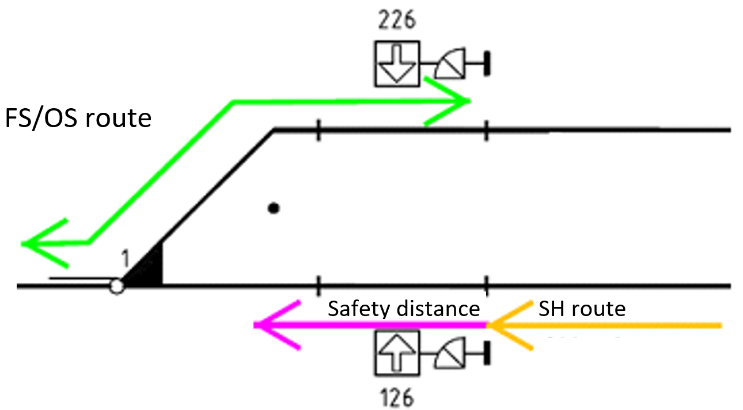 226
FS/OS route
1
Safety distance
SH route
126